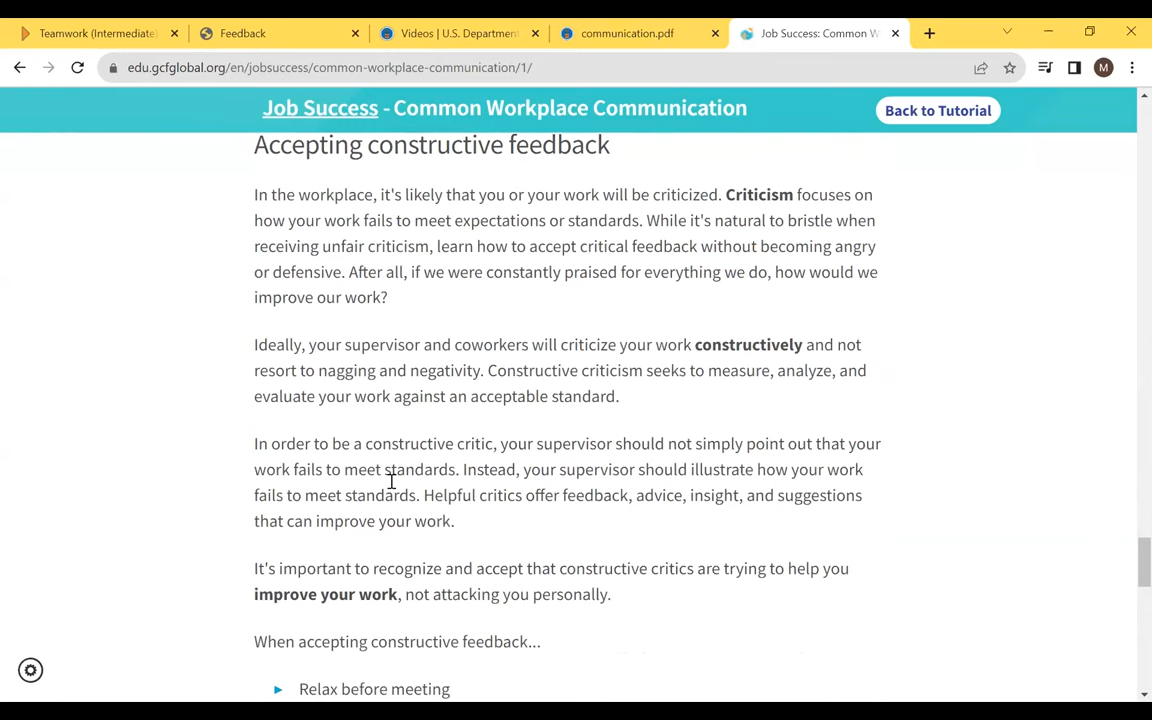 Teamwork (Intermediate)
Feedback
Videos | U.S. Department
communication.pdf
Job Success: Common W
edu.gcfglobal.org/en/jobsuccess/common-workplace-communication/1/
M
Job Success - Common Workplace Communication
Back to Tutorial
Accepting constructive feedback
In the workplace, it's likely that you or your work will be criticized. Criticism focuses on
how your work fails to meet expectations or standards. While it's natural to bristle when
receiving unfair criticism, learn how to accept critical feedback without becoming angry
or defensive. After all, if we were constantly praised for everything we do, how would we
improve our work?
Ideally, your supervisor and coworkers will criticize your work constructively and not
resort to nagging and negativity. Constructive criticism seeks to measure, analyze, and
evaluate your work against an acceptable standard.
In order to be a constructive critic, your supervisor should not simply point out that your
work fails to meet standards. Instead, your supervisor should illustrate how your work
fails to meet standards. Helpful critics offer feedback, advice, insight, and suggestions
that can improve your work.
It's important to recognize and accept that constructive critics are trying to help you
improve your work, not attacking you personally.
When accepting constructive feedback...
Relax before meeting